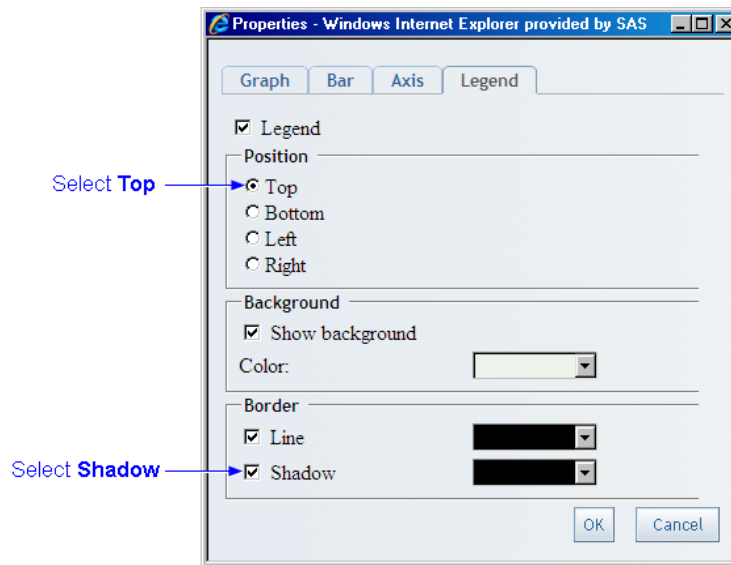 Properties - Windows Internet Explorer provided by SAS
Graph Bar Axis Legend
Legend
Position
Select Top
Top
Bottom
Left
Right
Background
Show background
Color:
Border
Line
Select Shadow
Shadow
OK Cancel